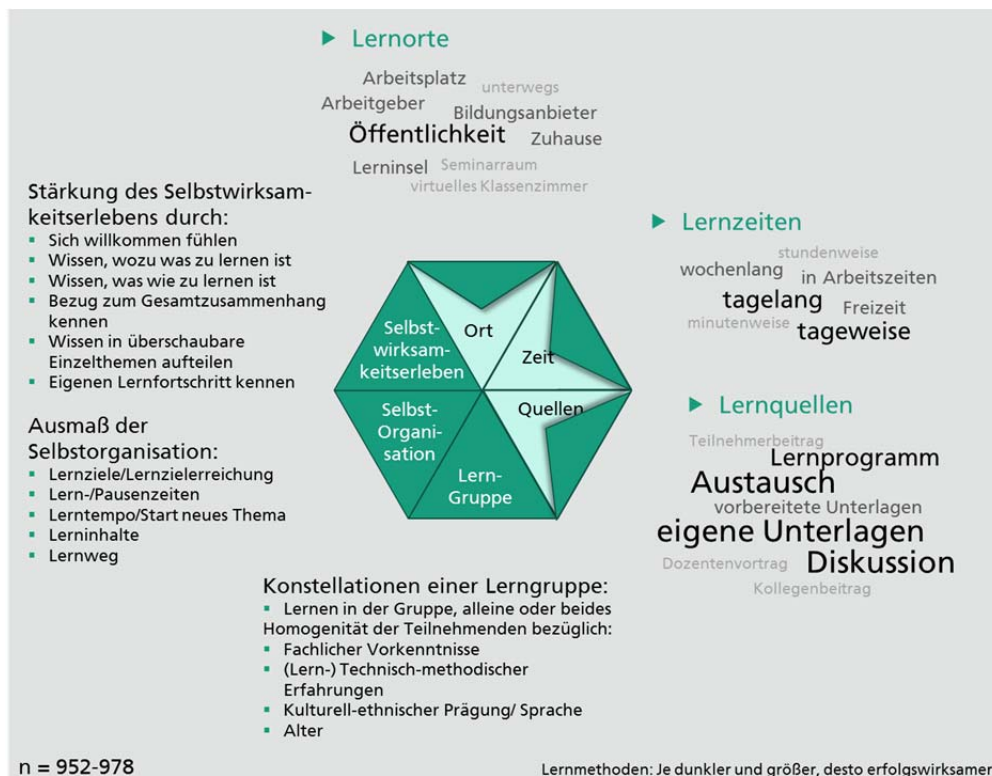 ► Lernorte
Arbeitsplatz
unterwegs
Arbeitgeber
Bildungsanbieter
Öffentlichkeit
Zuhause
Lerninsel
Seminarraum
virtuelles Klassenzimmer
Stärkung des Selbstwirksam-
keitserlebens durch:
▪ Sich willkommen fühlen
▪ Wissen, wozu was zu lernen ist
▪ Wissen, was wie zu lernen ist
▪ Bezug zum Gesamtzusammenhang
kennen
▪ Wissen in überschaubare
Einzelthemen aufteilen
▪ Eigenen Lernfortschritt kennen
Ausmaß der
Selbstorganisation:
▪ Lernziele/Lernzielerreichung
▪ Lern-/Pausenzeiten
▪ Lerntempo/Start neues Thema
▪ Lerninhalte
▪ Lernweg
Selbst-
wirksam-
keitserleben
Ort
Zeit
Quellen
Selbst-
Organi-
sation
Lern-
Gruppe
► Lernzeiten
stundenweise
wochenlang
in Arbeitszeiten
tagelang
Freizeit
minutenweise
tageweise
► Lernquellen
Teilnehmerbeitrag
Lernprogramm
Austausch
vorbereitete Unterlagen
eigene Unterlagen
Dozentenvortrag
Diskussion
Kollegenbeitrag
Konstellationen einer Lerngruppe:
▪ Lernen in der Gruppe, alleine oder beides
Homogenität der Teilnehmenden bezüglich:
▪ Fachlicher Vorkenntnisse
▪ (Lern-) Technisch-methodischer
Erfahrungen
▪ Kulturell-ethnischer Prägung/ Sprache
▪ Alter
n = 952-978
Lernmethoden: Je dunkler und größer, desto erfolgswirksamer